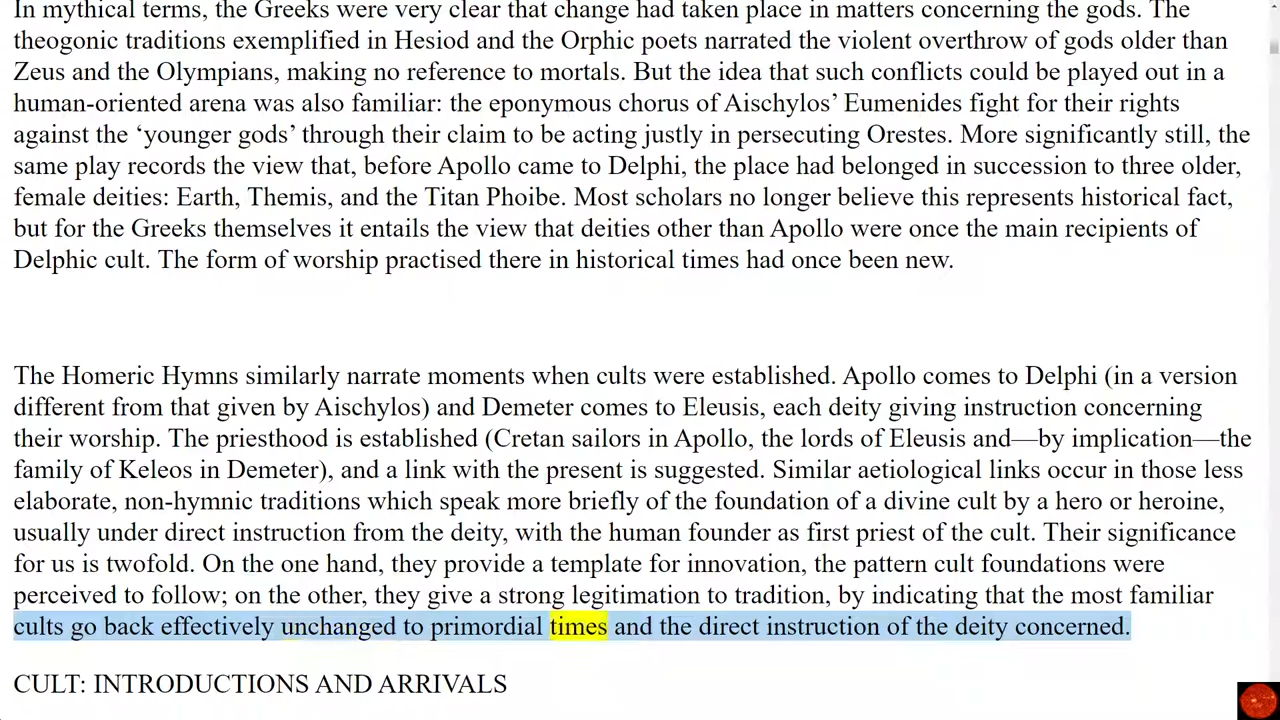 In mythical terms, the Greeks were very clear that change had taken place in matters concerning the gods. The
theogonic traditions exemplified in Hesiod and the Orphic poets narrated the violent overthrow of gods older than
Zeus and the Olympians, making no reference to mortals. But the idea that such conflicts could be played out in a
human-oriented arena was also familiar: the eponymous chorus of Aischylos’ Eumenides fight for their rights
against the ‘younger gods’ through their claim to be acting justly in persecuting Orestes. More significantly still, the
same play records the view that, before Apollo came to Delphi, the place had belonged in succession to three older,
female deities: Earth, Themis, and the Titan Phoibe. Most scholars no longer believe this represents historical fact,
but for the Greeks themselves it entails the view that deities other than Apollo were once the main recipients of
Delphic cult. The form of worship practised there in historical times had once been new.
The Homeric Hymns similarly narrate moments when cults were established. Apollo comes to Delphi (in a version
different from that given by Aischylos) and Demeter comes to Eleusis, each deity giving instruction concerning
their worship. The priesthood is established (Cretan sailors in Apollo, the lords of Eleusis and—by implication—the
family of Keleos in Demeter), and a link with the present is suggested. Similar aetiological links occur in those less
elaborate, non-hymnic traditions which speak more briefly of the foundation of a divine cult by a hero or heroine,
usually under direct instruction from the deity, with the human founder as first priest of the cult. Their significance
for us is twofold. On the one hand, they provide a template for innovation, the pattern cult foundations were
perceived to follow; on the other, they give a strong legitimation to tradition, by indicating that the most familiar
cults go back effectively unchanged to primordial times and the direct instruction of the deity concerned.
CULT: INTRODUCTIONS AND ARRIVALS